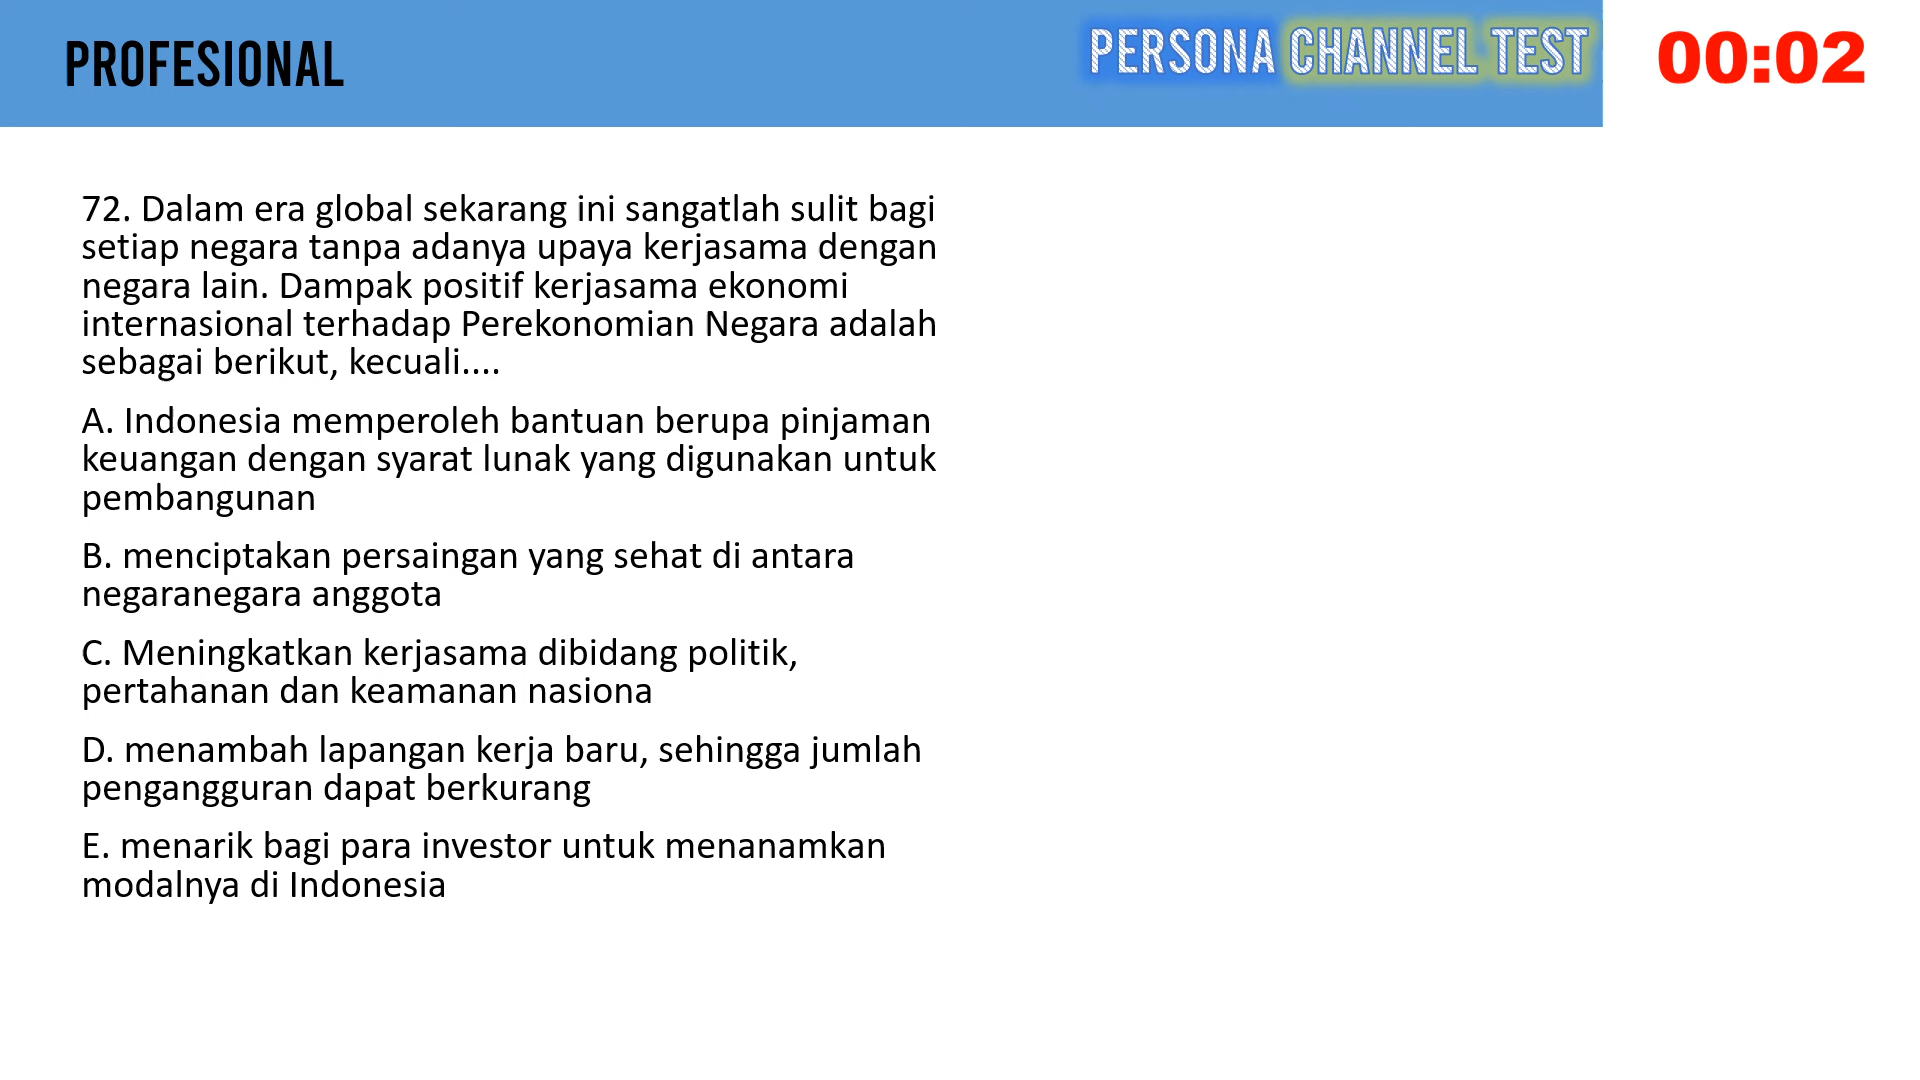 PROFESIONAL
PERSONA CHANNEL TEST
00:02
72. Dalam era global sekarang ini sangatlah sulit bagi
setiap negara tanpa adanya upaya kerjasama dengan
negara lain. Dampak positif kerjasama ekonomi
internasional terhadap Perekonomian Negara adalah
sebagai berikut, kecuali....
A. Indonesia memperoleh bantuan berupa pinjaman
keuangan dengan syarat lunak yang digunakan untuk
pembangunan
B. menciptakan persaingan yang sehat di antara
negaranegara anggota
C. Meningkatkan kerjasama dibidang politik,
pertahanan dan keamanan nasiona
D. menambah lapangan kerja baru, sehingga jumlah
pengangguran dapat berkurang
E. menarik bagi para investor untuk menanamkan
modalnya di Indonesia